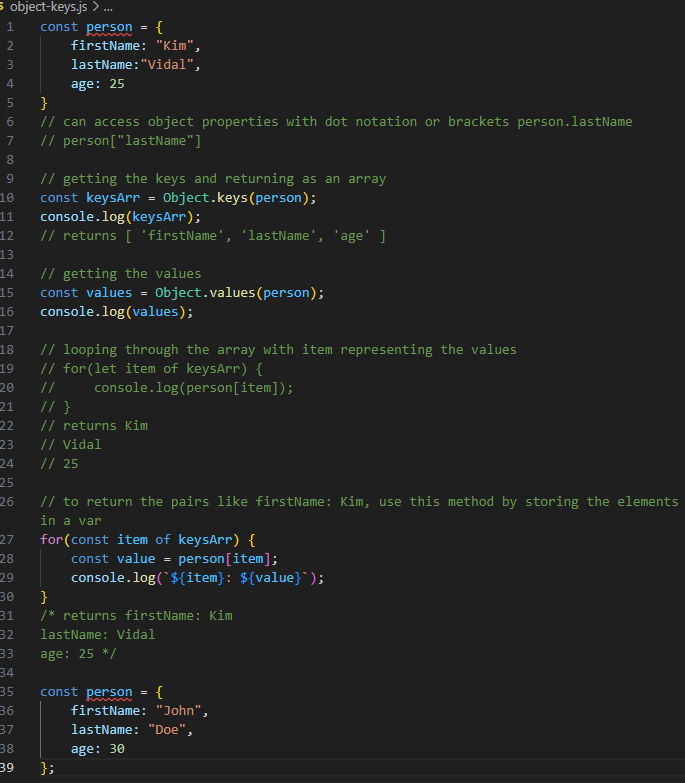 object-keys.js > ...
1 const person = {
2 firstName: "Kim",
3 lastName:"Vidal",
4 age: 25
5 }
6 // can access object properties with dot notation or brackets person.lastName
7 // person["lastName"]
8
9 // getting the keys and returning as an array
10 const keysArr = Object.keys(person);
11 console.log(keysArr);
12 // returns [ 'firstName', 'lastName', 'age' ]
13
14 // getting the values
15 const values = Object.values(person);
16 console.log(values);
17
18 // looping through the array with item representing the values
19 // for(let item of keysArr) {
20 //     console.log(person[item]);
21 // }
22 // returns Kim
23 // Vidal
24 // 25
25
26 // to return the pairs like firstName: Kim, use this method by storing the elements
in a var
27 for(const item of keysArr) {
28 const value = person[item];
29 console.log(`${item}: ${value}`);
30 }
31 /* returns firstName: Kim
32 lastName: Vidal
33 age: 25 */
34
35 const person = {
36 firstName: "John",
37 lastName: "Doe",
38 age: 30
39 };